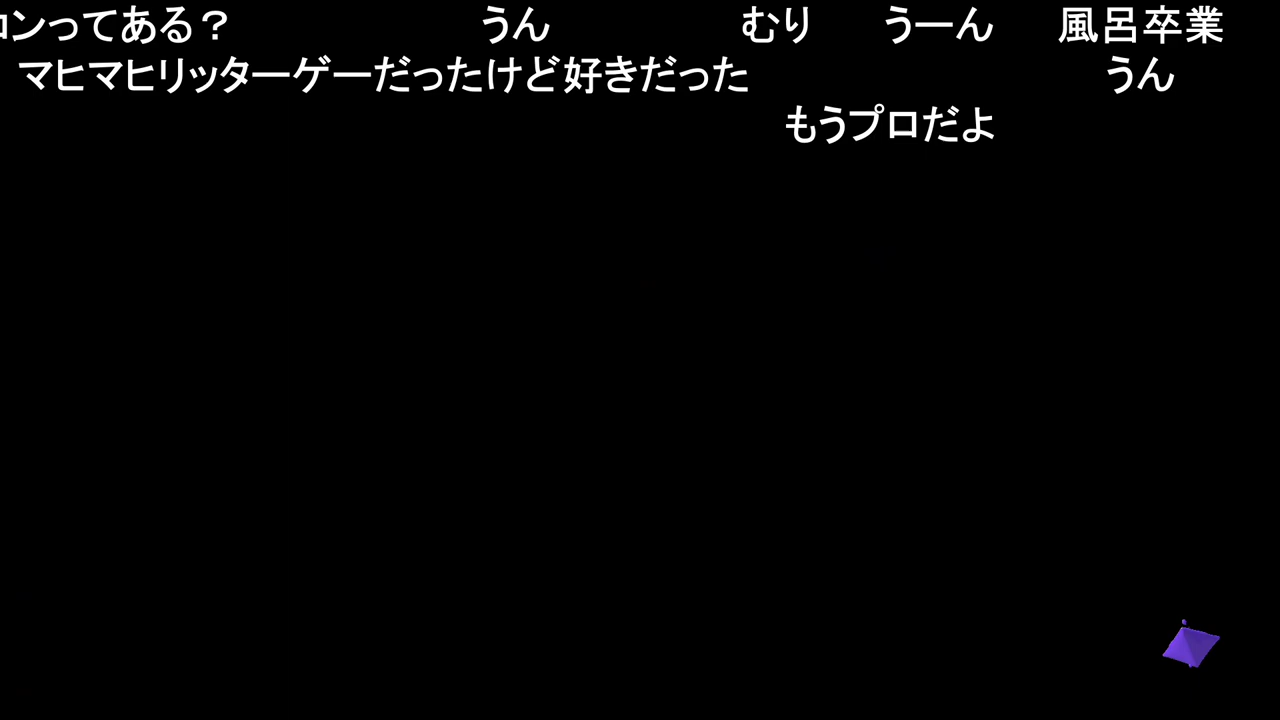 コンってある？ うん むり うーん 風呂卒業
マヒマヒリッターゲーだったけど好きだった うん
もうプロだよ